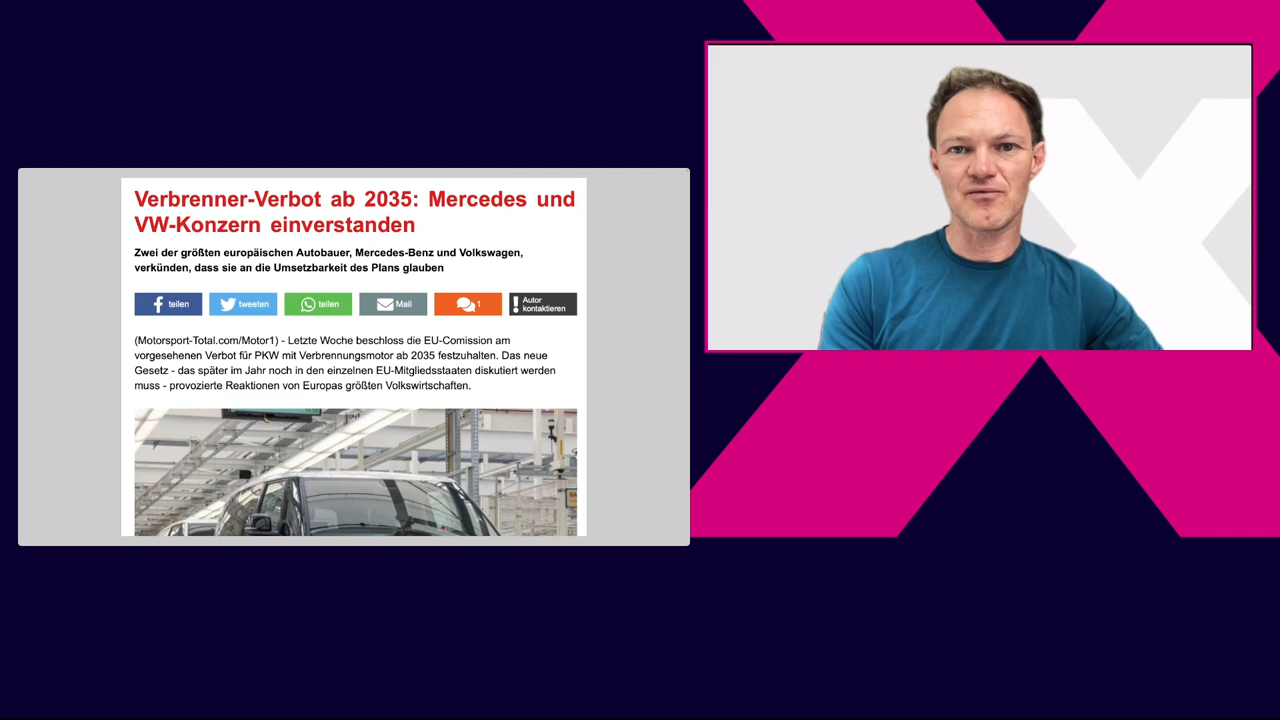 Verbrenner-Verbot ab 2035: Mercedes und
VW-Konzern einverstanden
Zwei der größten europäischen Autobauer, Mercedes-Benz und Volkswagen,
verkünden, dass sie an die Umsetzbarkeit des Plans glauben
teilen
tweeten
teilen
Mail
1
Autor
kontaktieren
(Motorsport-Total.com/Motor1) - Letzte Woche beschloss die EU-Comission am
vorgesehenen Verbot für PKW mit Verbrennungsmotor ab 2035 festzuhalten. Das neue
Gesetz - das später im Jahr noch in den einzelnen EU-Mitgliedsstaaten diskutiert werden
muss - provozierte Reaktionen von Europas größten Volkswirtschaften.